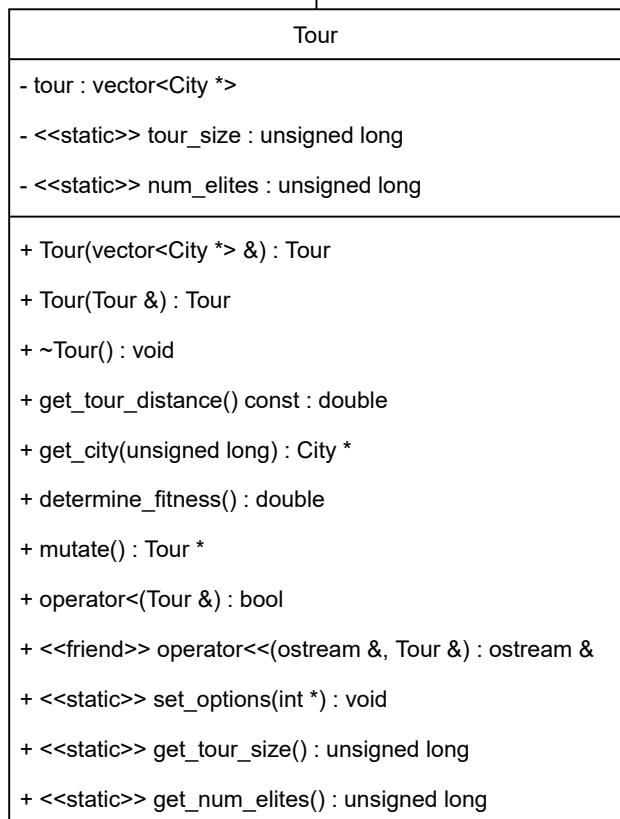 Tour
- tour : vector<City *>
- <<static>> tour_size : unsigned long
- <<static>> num_elites : unsigned long
+ Tour(vector<City *> &) : Tour
+ Tour(Tour &) : Tour
+ ~Tour() : void
+ get_tour_distance() const : double
+ get_city(unsigned long) : City *
+ determine_fitness() : double
+ mutate() : Tour *
+ operator<(Tour &) : bool
+ <<friend>> operator<<(ostream &, Tour &) : ostream &
+ <<static>> set_options(int *) : void
+ <<static>> get_tour_size() : unsigned long
+ <<static>> get_num_elites() : unsigned long